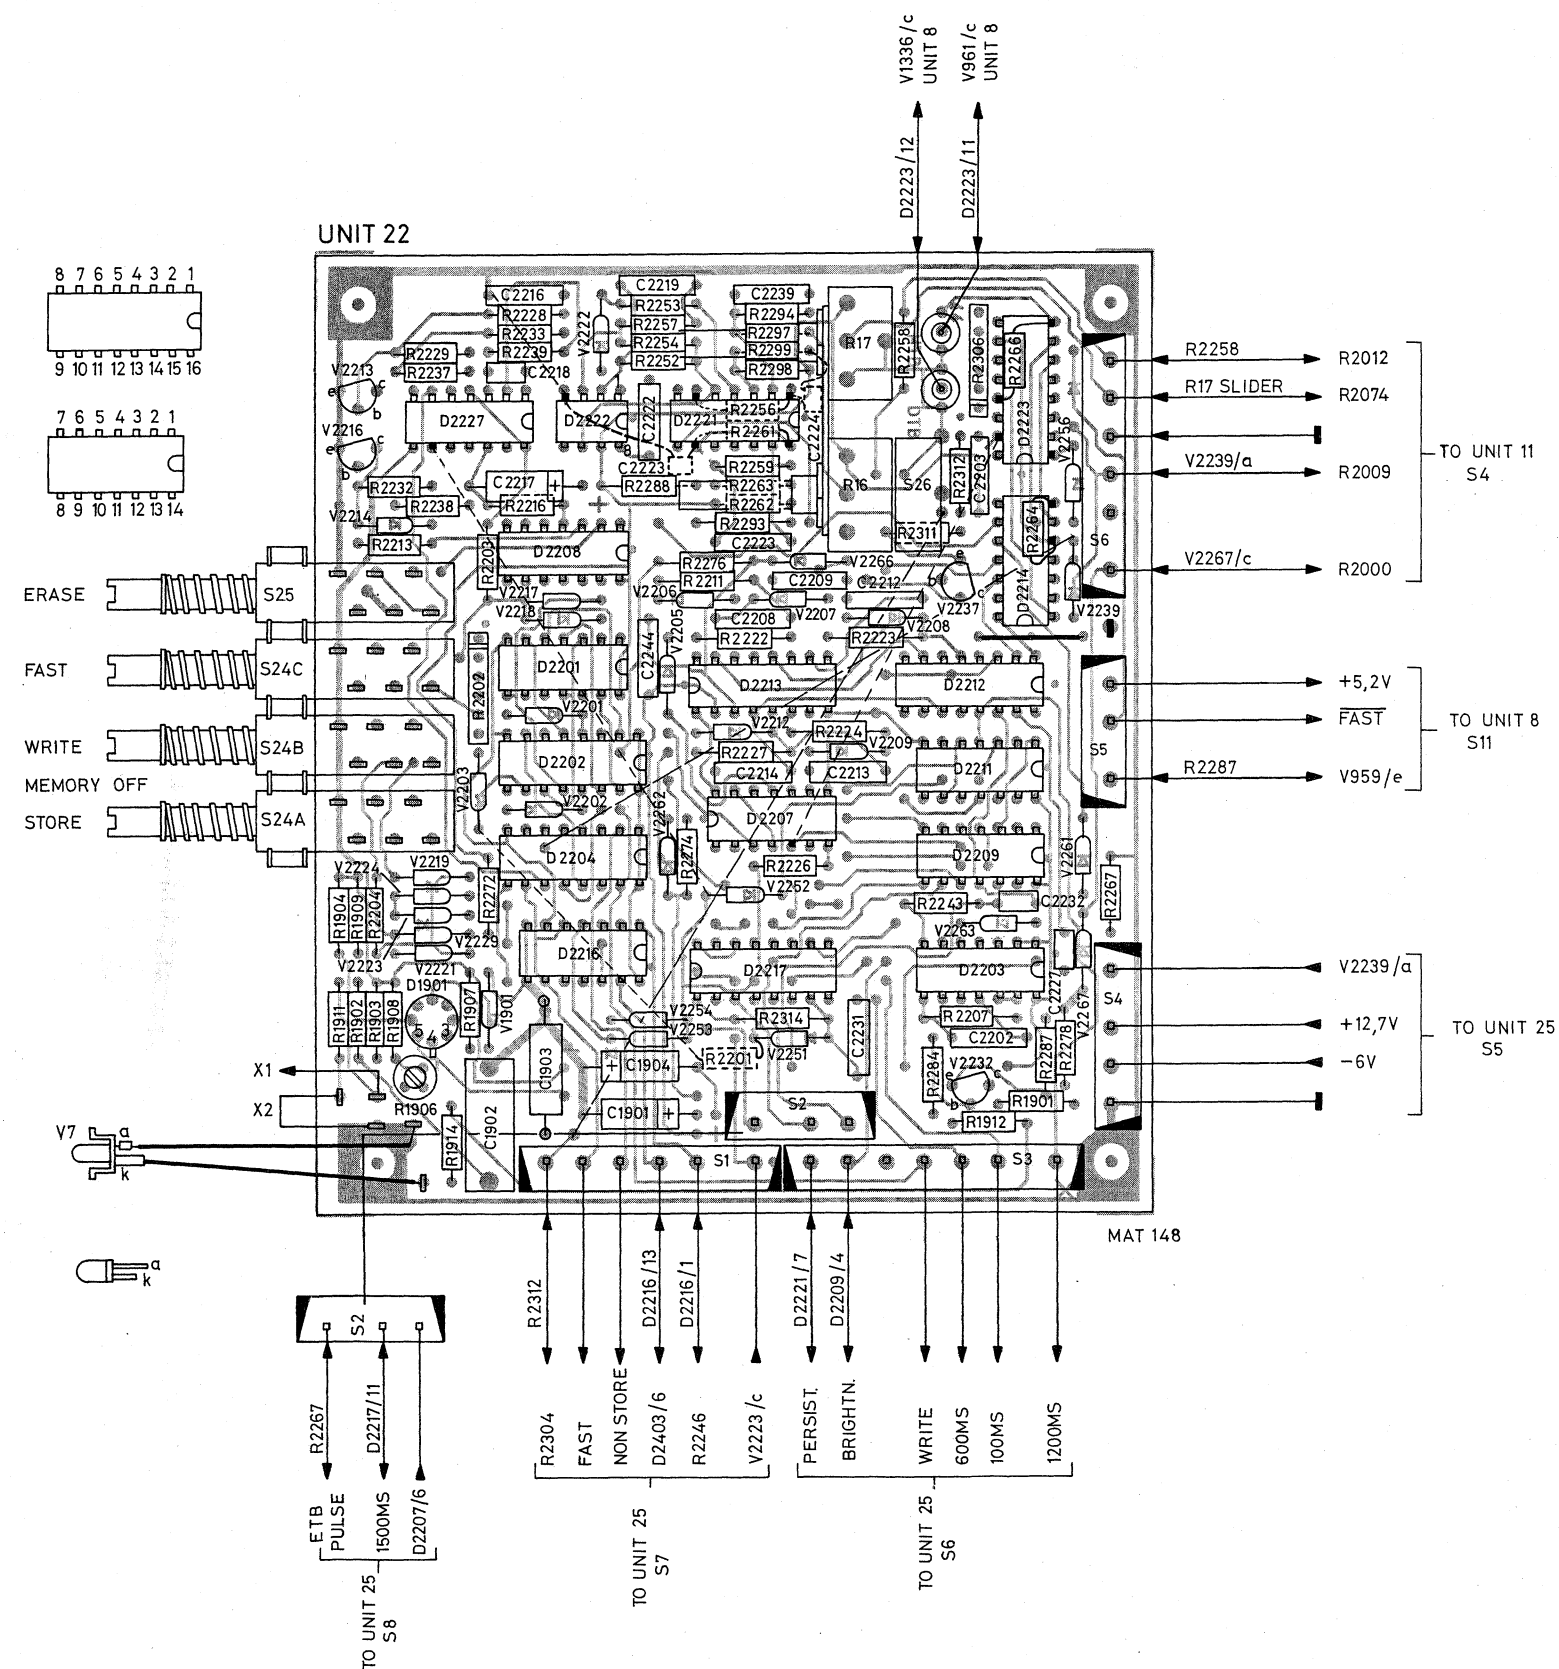 V1336/c
UNIT 8
V961/c
UNIT 8
D2223/12
D2223/11
UNIT 22
8 7 6 5 4 3 2 1
9 10 11 12 13 14 15 16
7 6 5 4 3 2 1
8 9 10 11 12 13 14
C2216
R2228
R2233
R2239
C2218
V2222
C2219
R2253
R2257
R2254
R2252
C2239
R2294
R2297
R2299
R2298
R17
R2258
R2306
R2266
D2223
V2256
R2229
R2237
V2213
e
c
b
V2216
e
c
b
D2227
D2222
8
C2222
D2221
R2256
R2261
C2224
C2223
R2288
R2259
R2263
R2262
R2293
C2223
R16
S26
R2312
C2203
R2311
R2264
D2214
S6
C2217
+
R2216
+
R2232
R2238
V2214
R2213
R2203
D2208
R2276
R2211
V2266
C2209
C2212
e
b
c
V2237
V2239
V2217
V2218
V2206
V2205
V2207
V2208
C2208
R2222
R2223
ERASE
S25
FAST
S24C
WRITE
S24B
MEMORY OFF
STORE
S24A
R2202
D2201
C2244
D2213
D2212
V2201
V2212
R2224
R2227
V2209
D2202
C2214
C2213
D2211
S5
V2203
V2202
V2262
D2207
D2204
R2274
R2226
D2209
V2261
R2267
V2224
V2219
R2272
V2252
R2243
C2232
R1904
R1909
R2204
V2263
V2229
V2223
V2221
D2216
D2217
D2203
C2227
V2267
S4
D1901
5 4 3
R1911
R1902
R1903
R1908
R1907
V1901
V2254
V2253
R2314
R2201
V2251
C2231
R2207
C2202
R2284
V2232
e
c
b
R2287
R2278
R1901
R1912
C1903
+
C1904
C1901
+
X1
X2
R1906
R1914
C1902
S2
S1
S3
V7
a
k
a
k
MAT 148
R2258
R2012
R17 SLIDER
R2074
V2239/a
R2009
V2267/c
R2000
TO UNIT 11
S4
+5,2V
FAST
R2287
V959/e
TO UNIT 8
S11
V2239/a
+12,7V
-6V
TO UNIT 25
S5
S2
R2267
D2217/11
ETB
PULSE
1500MS
D2207/6
TO UNIT 25
S8
R2312
D2216/13
D2216/1
R2304
FAST
NON STORE
D2403/6
R2246
V2223/c
TO UNIT 25
S7
D2221/7
D2209/4
PERSIST.
BRIGHTN.
WRITE
600MS
100MS
1200MS
TO UNIT 25
S6